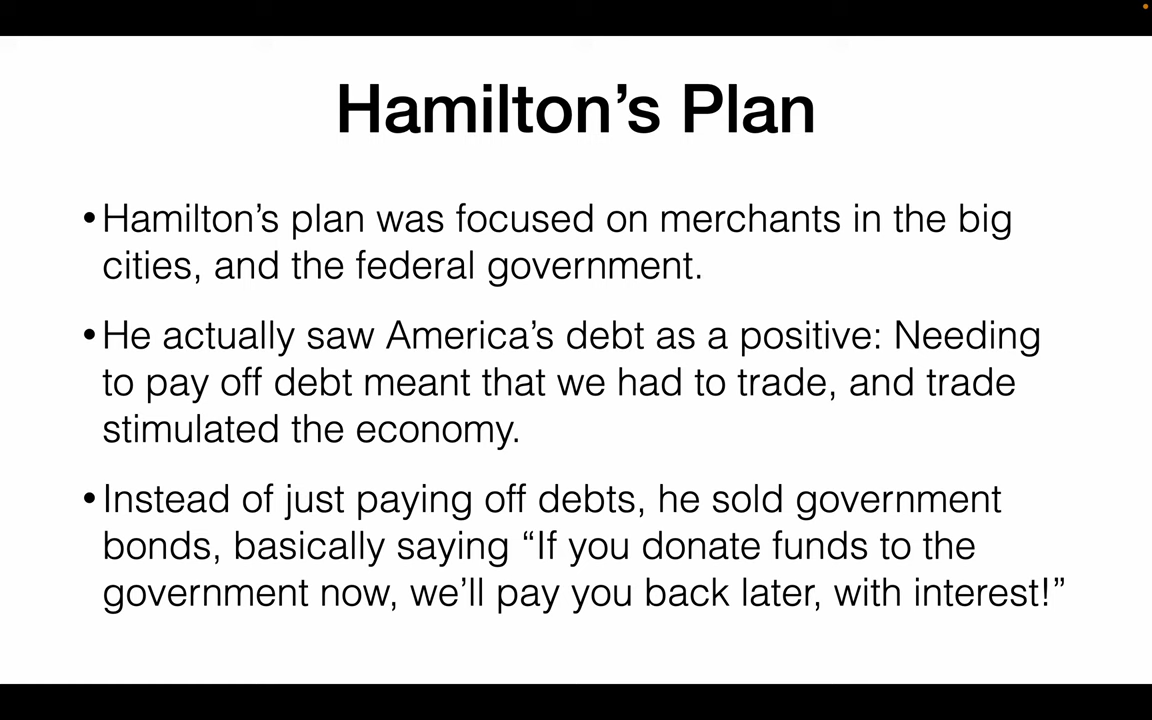 Hamilton’s Plan
•Hamilton’s plan was focused on merchants in the big
cities, and the federal government.
•He actually saw America’s debt as a positive: Needing
to pay off debt meant that we had to trade, and trade
stimulated the economy.
•Instead of just paying off debts, he sold government
bonds, basically saying “If you donate funds to the
government now, we’ll pay you back later, with interest!”